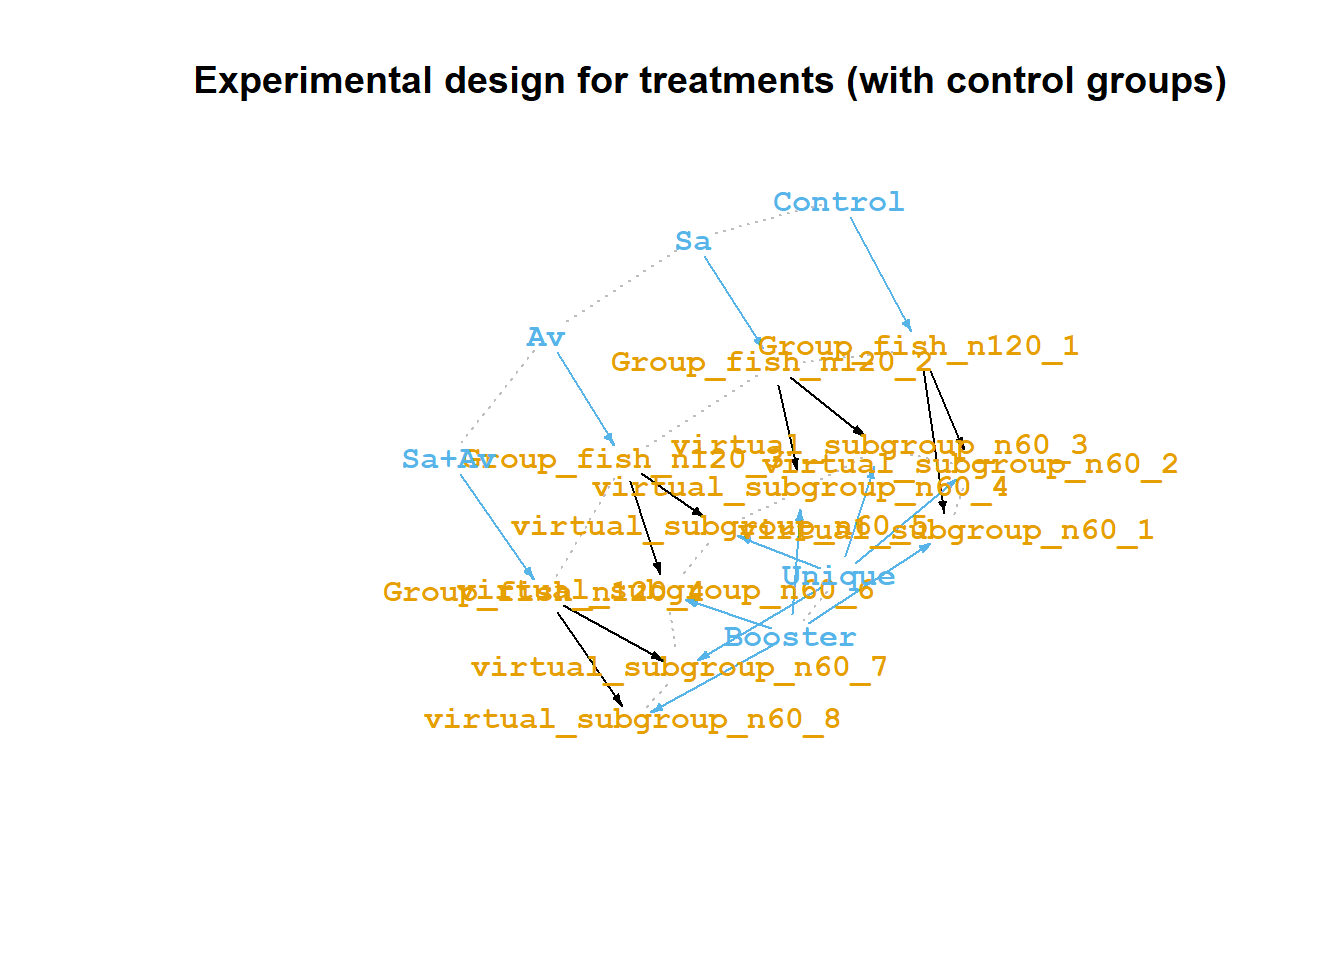 Experimental design for treatments (with control groups)
Control
Sa
Av
Group_fish_n120_1
Group_fish_n120_2
virtual_subgroup_n60_3
Sa+Av
Group_fish_n120_3
virtual_subgroup_n60_2
virtual_subgroup_n60_4
virtual_subgroup_n60_5
virtual_subgroup_n60_1
Unique
Group_fish_n120_4
virtual_subgroup_n60_6
Booster
virtual_subgroup_n60_7
virtual_subgroup_n60_8